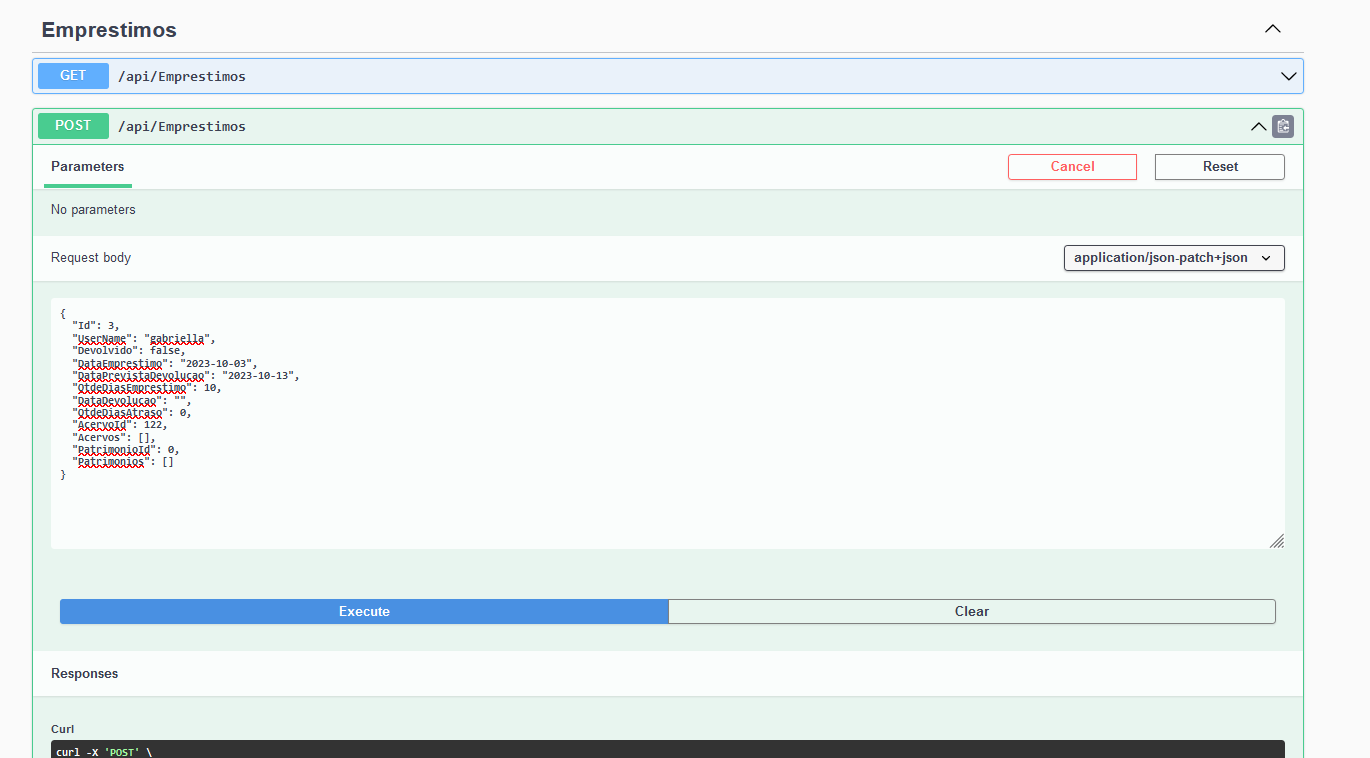 Emprestimos
GET /api/Emprestimos
POST /api/Emprestimos
Parameters
Cancel
Reset
No parameters
Request body
application/json-patch+json
{
"Id": 3,
"UserName": "gabriella",
"Devolvido": false,
"DataEmprestimo": "2023-10-03",
"DataPrevistaDevolucao": "2023-10-13",
"QtdeDiasEmprestimo": 10,
"DataDevolucao": "",
"QtdeDiasAtraso": 0,
"AcervoId": 122,
"Acervos": [],
"PatrimonioId": 0,
"Patrimonios": []
}
Execute
Clear
Responses
Curl
curl -X 'POST' \